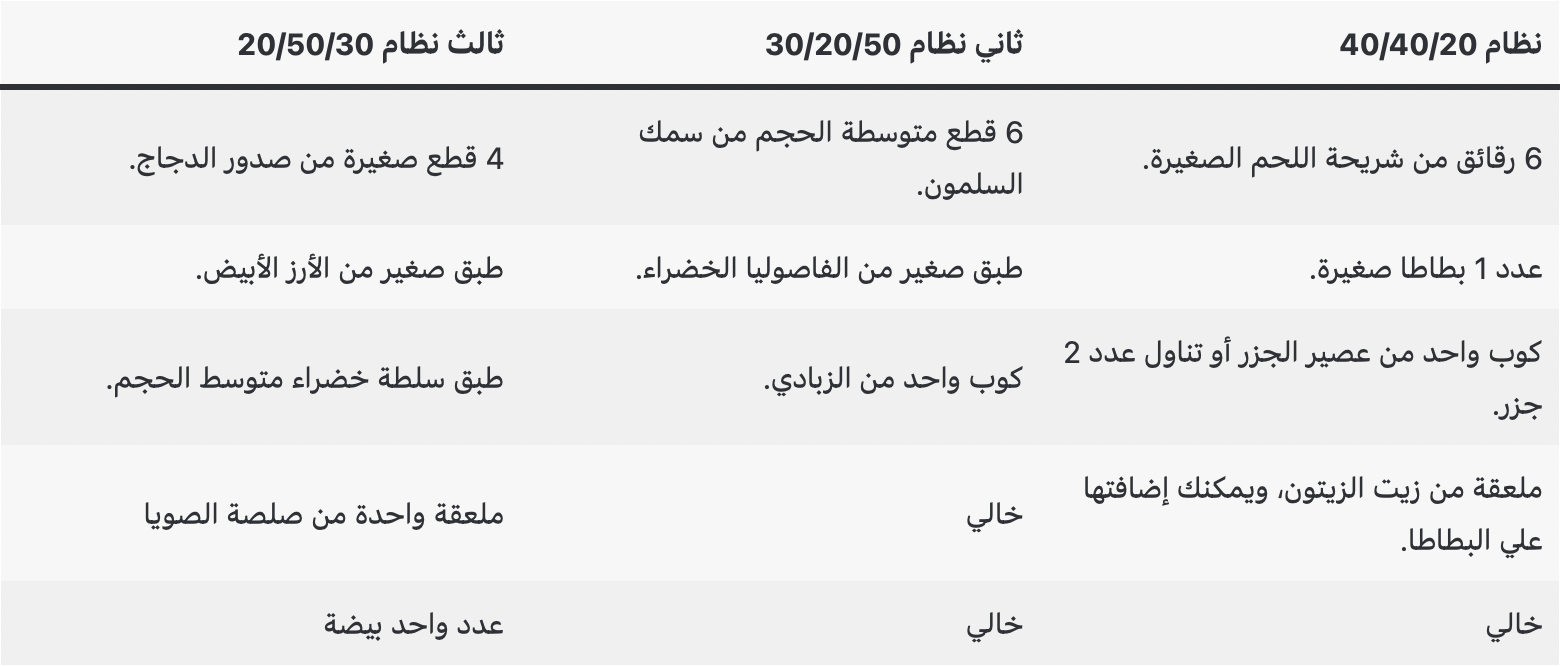 نظام 40/40/20
ثاني نظام 30/20/50
ثالث نظام 20/50/30
6 رقائق من شريحة اللحم الصغيرة.
6 قطع متوسطة الحجم من سمك
السلمون.
4 قطع صغيرة من صدور الدجاج.
عدد 1 بطاطا صغيرة.
طبق صغير من الفاصوليا الخضراء.
طبق صغير من الأرز الأبيض.
كوب واحد من عصير الجزر أو تناول عدد 2
جزر.
كوب واحد من الزبادي.
طبق سلطة خضراء متوسط الحجم.
ملعقة من زيت الزيتون، ويمكنك إضافتها
علي البطاطا.
خالي
ملعقة واحدة من صلصة الصويا
خالي
خالي
عدد واحد بيضة